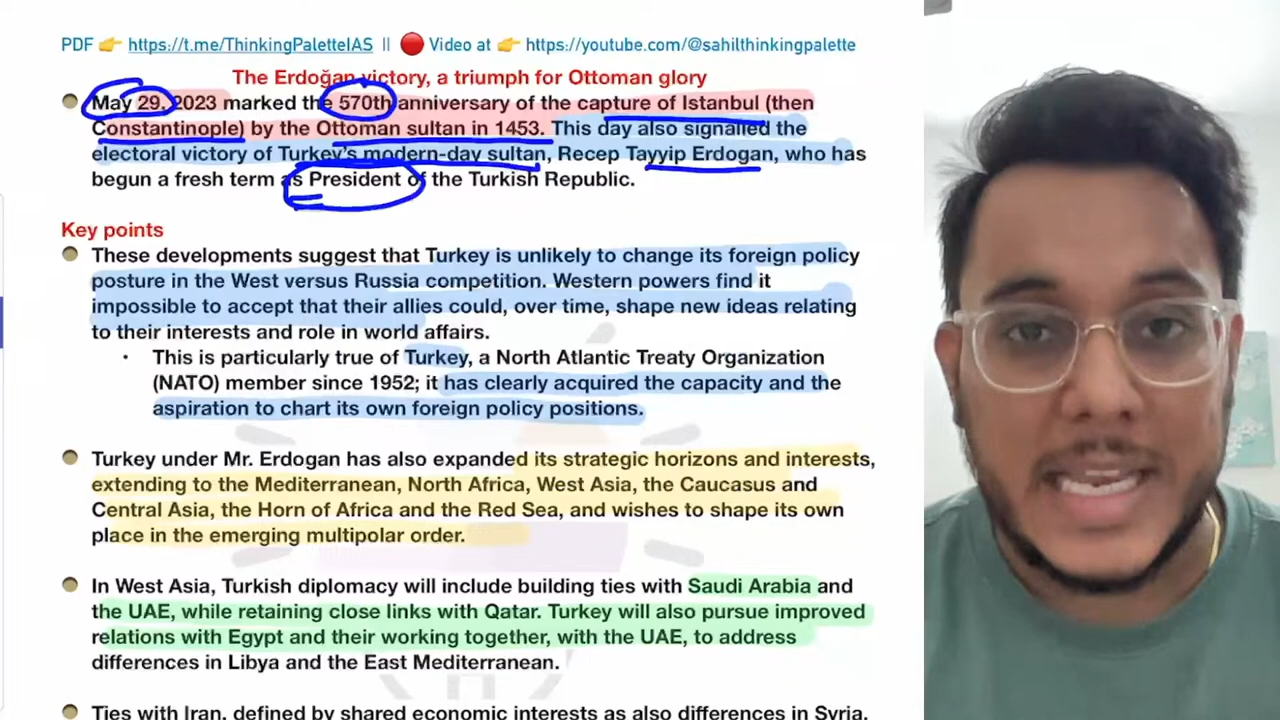 PDF 👉 https://t.me/ThinkingPaletteIAS || 🔴 Video at 👉 https://youtube.com/@sahilthinkingpalette
The Erdoğan victory, a triumph for Ottoman glory
May 29, 2023 marked the 570th anniversary of the capture of Istanbul (then
Constantinople) by the Ottoman sultan in 1453. This day also signalled the
electoral victory of Turkey's modern-day sultan, Recep Tayyip Erdogan, who has
begun a fresh term as President of the Turkish Republic.
Key points
These developments suggest that Turkey is unlikely to change its foreign policy
posture in the West versus Russia competition. Western powers find it
impossible to accept that their allies could, over time, shape new ideas relating
to their interests and role in world affairs.
This is particularly true of Turkey, a North Atlantic Treaty Organization
(NATO) member since 1952; it has clearly acquired the capacity and the
aspiration to chart its own foreign policy positions.
Turkey under Mr. Erdogan has also expanded its strategic horizons and interests,
extending to the Mediterranean, North Africa, West Asia, the Caucasus and
Central Asia, the Horn of Africa and the Red Sea, and wishes to shape its own
place in the emerging multipolar order.
In West Asia, Turkish diplomacy will include building ties with Saudi Arabia and
the UAE, while retaining close links with Qatar. Turkey will also pursue improved
relations with Egypt and their working together, with the UAE, to address
differences in Libya and the East Mediterranean.
Ties with Iran, defined by shared economic interests as also differences in Syria,